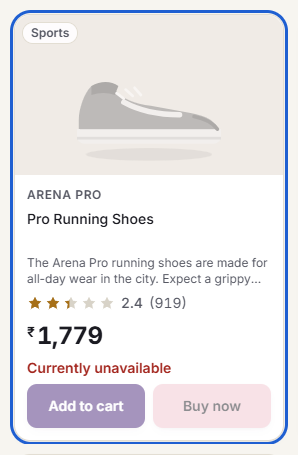 Sports
ARENA PRO
Pro Running Shoes
The Arena Pro running shoes are made for
all-day wear in the city. Expect a grippy...
2.4 (919)
₹1,779
Currently unavailable
Add to cart
Buy now